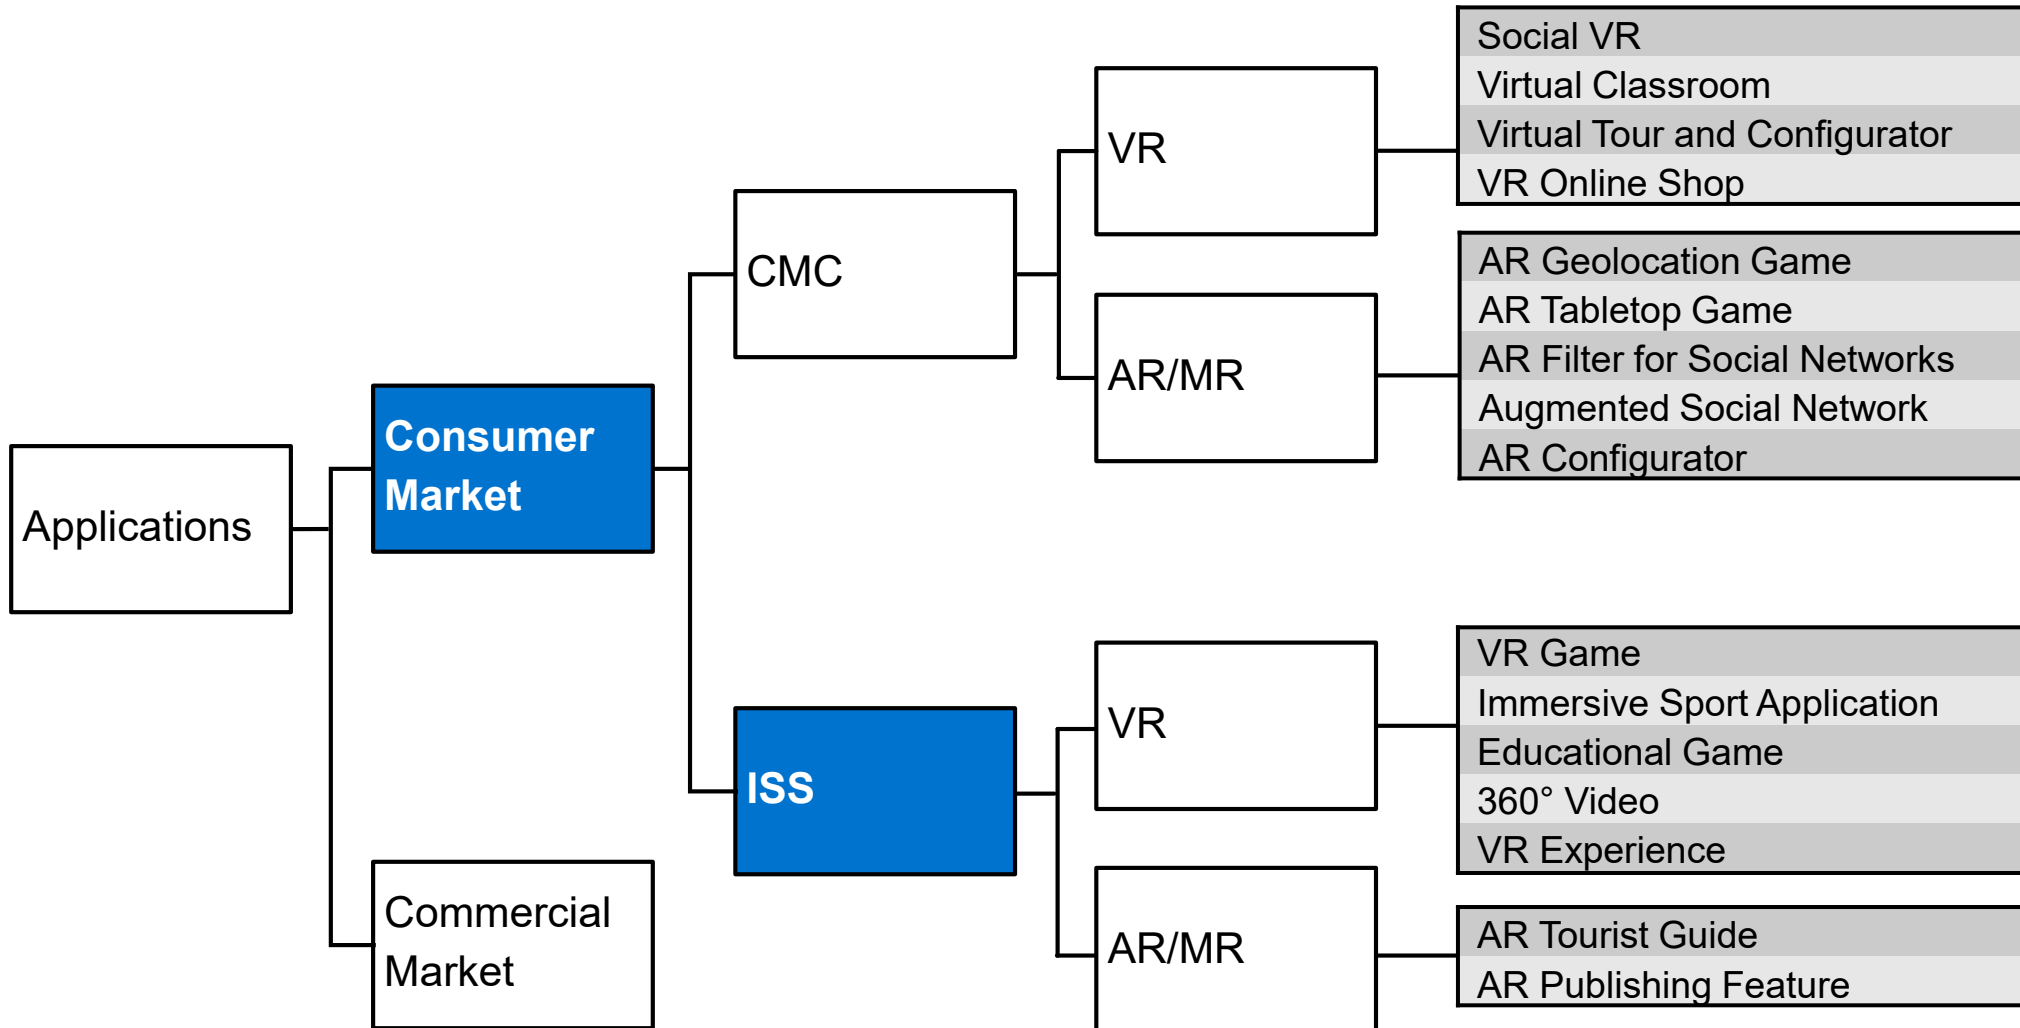 Applications
Consumer
Market
Commercial
Market
CMC
ISS
VR
AR/MR
VR
AR/MR
Social VR
Virtual Classroom
Virtual Tour and Configurator
VR Online Shop
AR Geolocation Game
AR Tabletop Game
AR Filter for Social Networks
Augmented Social Network
AR Configurator
VR Game
Immersive Sport Application
Educational Game
360° Video
VR Experience
AR Tourist Guide
AR Publishing Feature